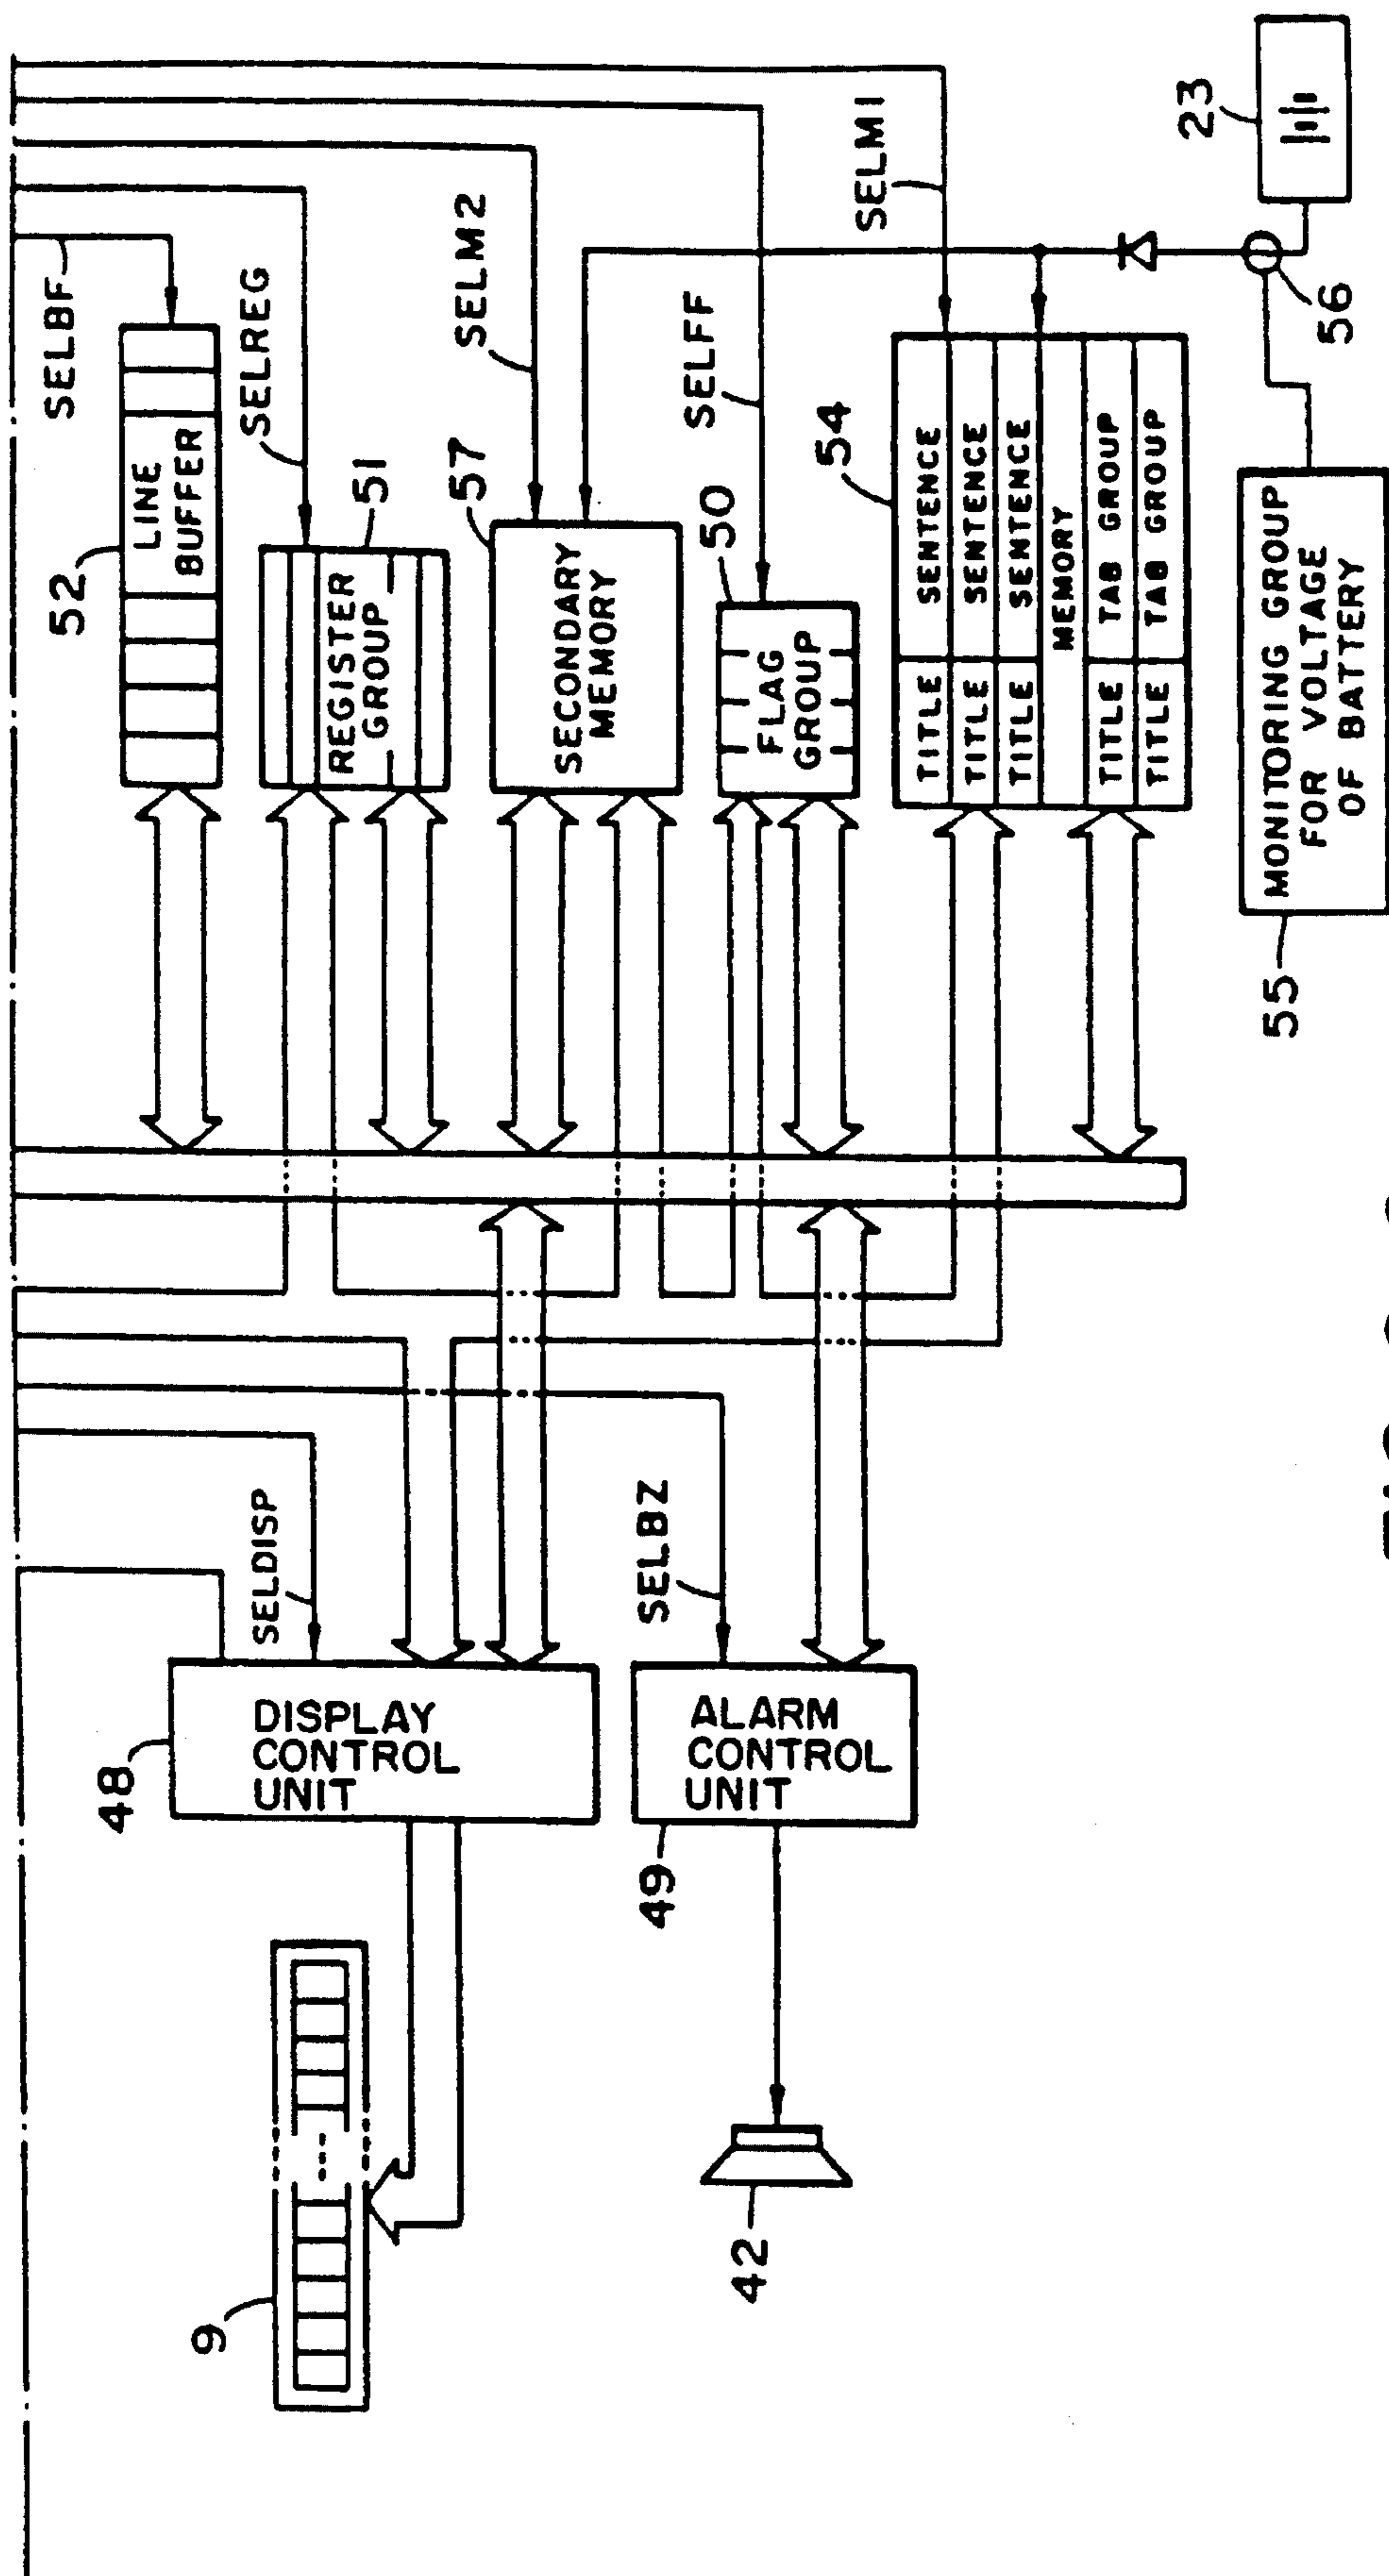 SELBF
52
LINE
BUFFER
SELREG
51
REGISTER
GROUP
SELM2
57
SECONDARY
MEMORY
SELFF
50
FLAG
GROUP
SELM1
54
TITLE SENTENCE
TITLE SENTENCE
TITLE SENTENCE
MEMORY
TITLE TAB GROUP
TITLE TAB GROUP
23
56
55
MONITORING GROUP
FOR VOLTAGE
OF BATTERY
SELDISP
48
DISPLAY
CONTROL
UNIT
SELBZ
49
ALARM
CONTROL
UNIT
9
42